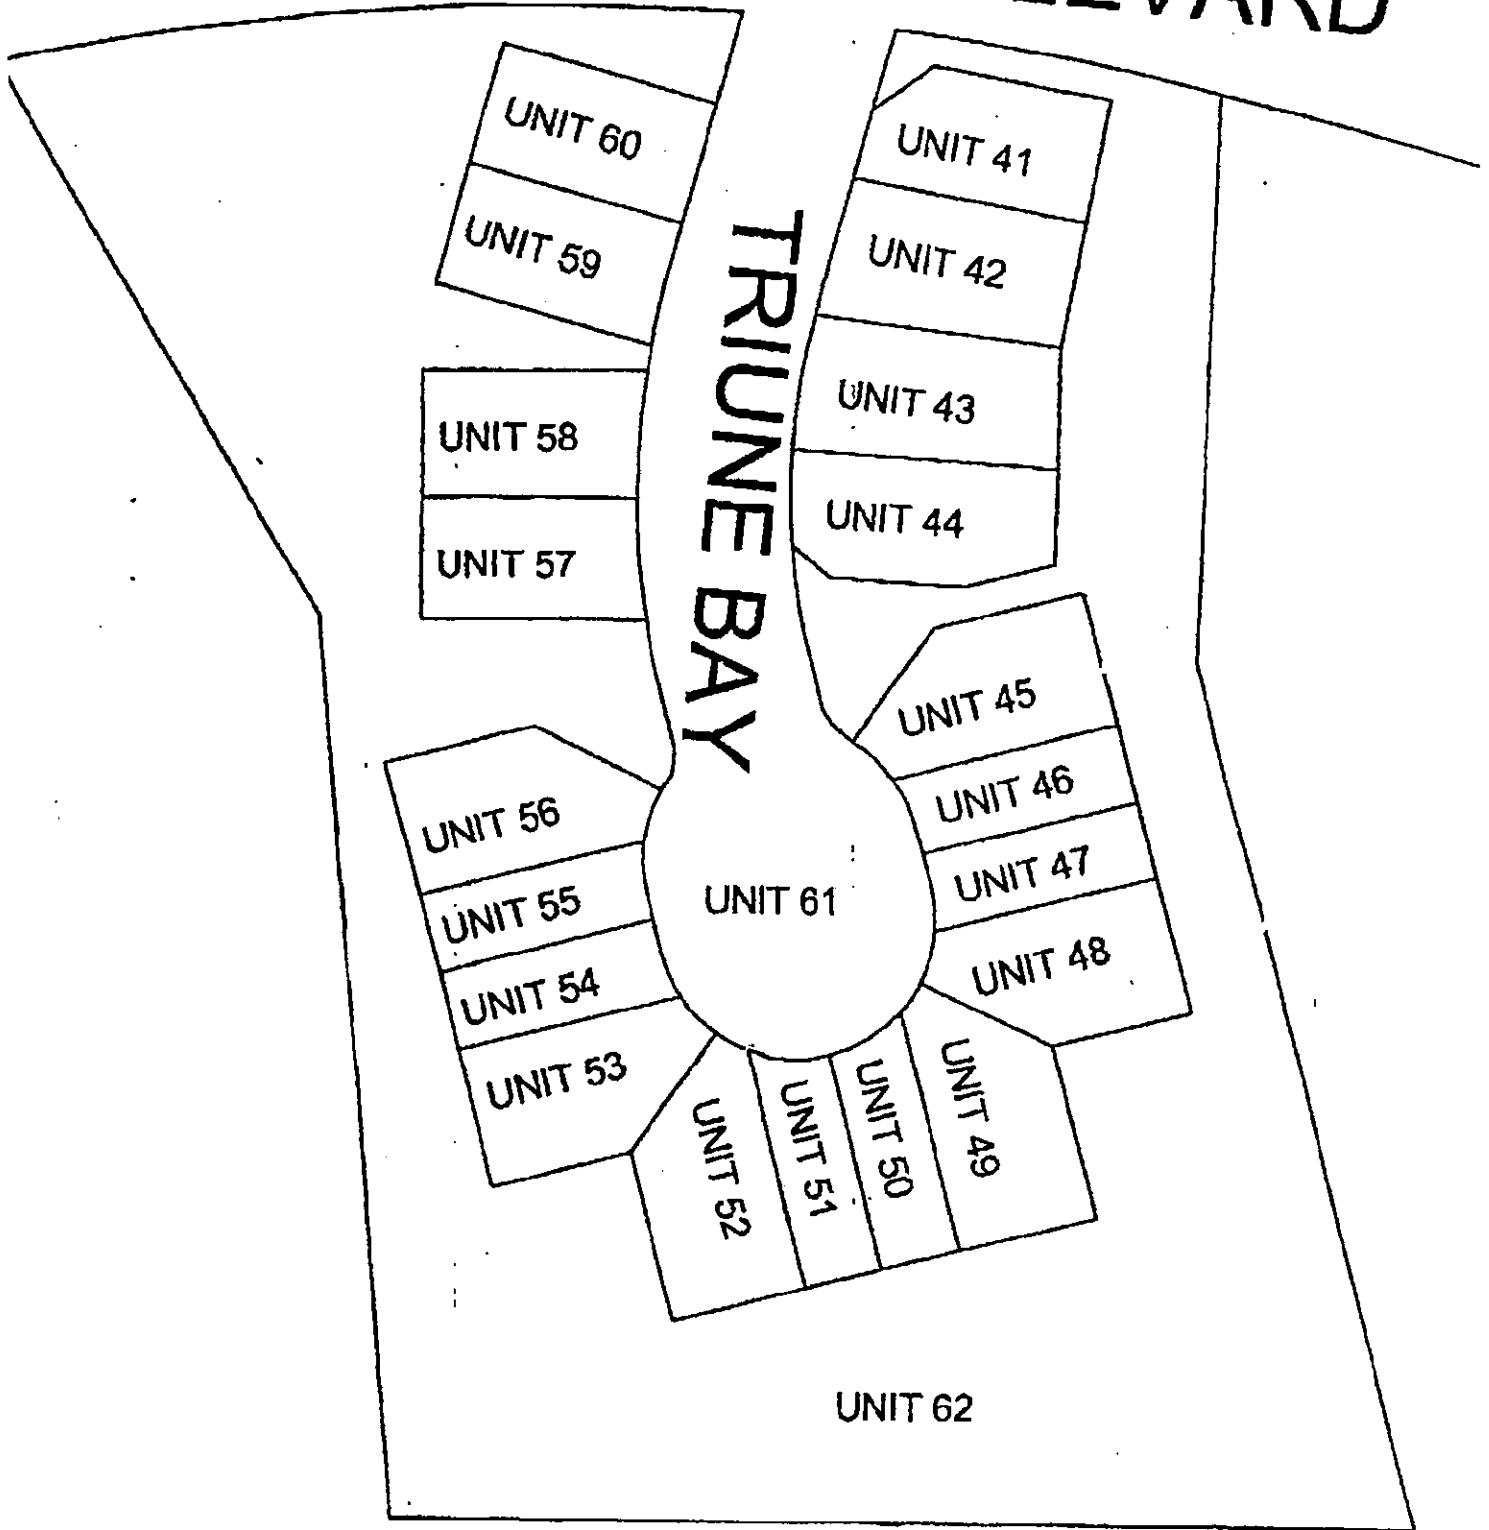 UNIT 60
UNIT 41
UNIT 59
UNIT 42
TRIUNE BAY
UNIT 58
UNIT 43
UNIT 57
UNIT 44
UNIT 45
UNIT 56
UNIT 46
UNIT 55
UNIT 61
UNIT 47
UNIT 54
UNIT 48
UNIT 53
UNIT 52
UNIT 51
UNIT 50
UNIT 49
UNIT 62